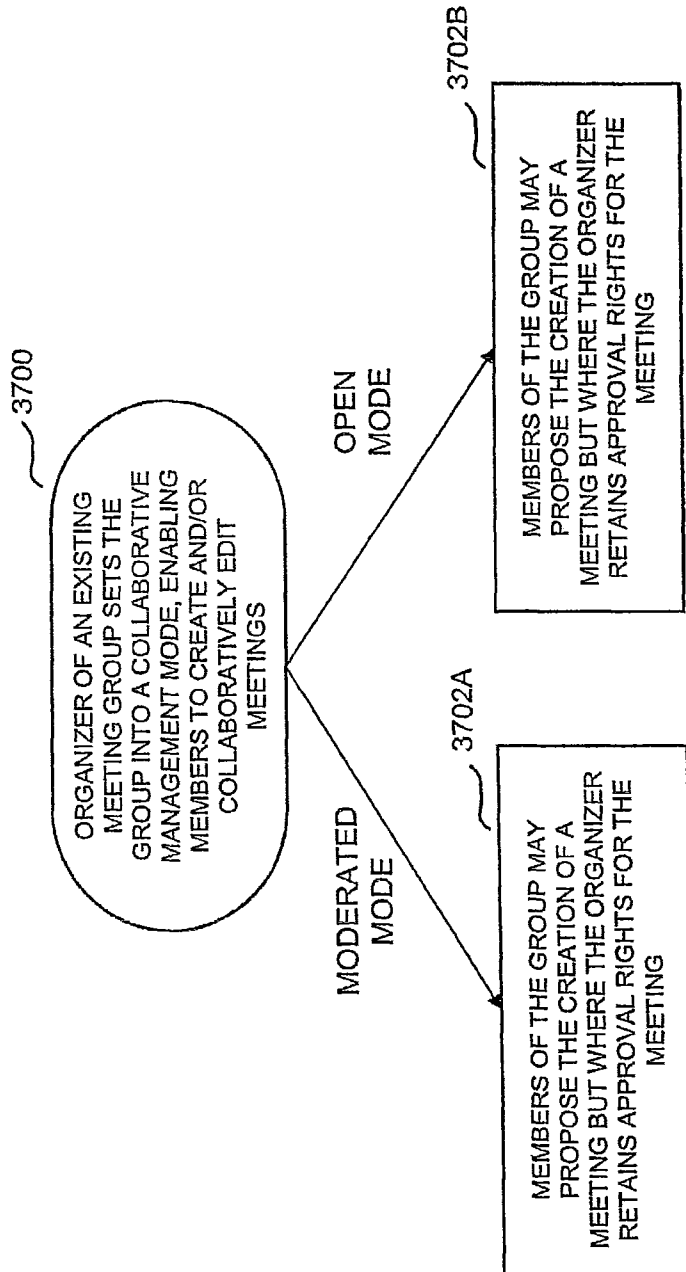 3700
ORGANIZER OF AN EXISTING
MEETING GROUP SETS THE
GROUP INTO A COLLABORATIVE
MANAGEMENT MODE, ENABLING
MEMBERS TO CREATE AND/OR
COLLABORATIVELY EDIT
MEETINGS
MODERATED
MODE
OPEN
MODE
3702A
MEMBERS OF THE GROUP MAY
PROPOSE THE CREATION OF A
MEETING BUT WHERE THE ORGANIZER
RETAINS APPROVAL RIGHTS FOR THE
MEETING
3702B
MEMBERS OF THE GROUP MAY
PROPOSE THE CREATION OF A
MEETING BUT WHERE THE ORGANIZER
RETAINS APPROVAL RIGHTS FOR THE
MEETING